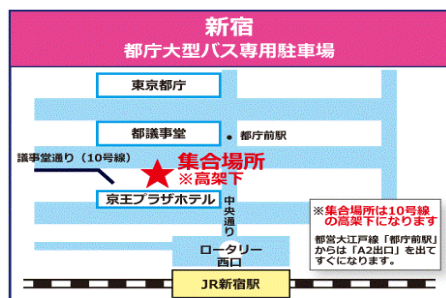 新宿
都庁大型バス専用駐車場
東京都庁
都議事堂
都庁前駅
議事堂通り（10号線）
集合場所
※高架下
京王プラザホテル
中央通り
※集合場所は10号線
の高架下になります
都営大江戸線「都庁前駅」
からは「A2出口」を出て
すぐになります。
ロータリー
西口
JR新宿駅